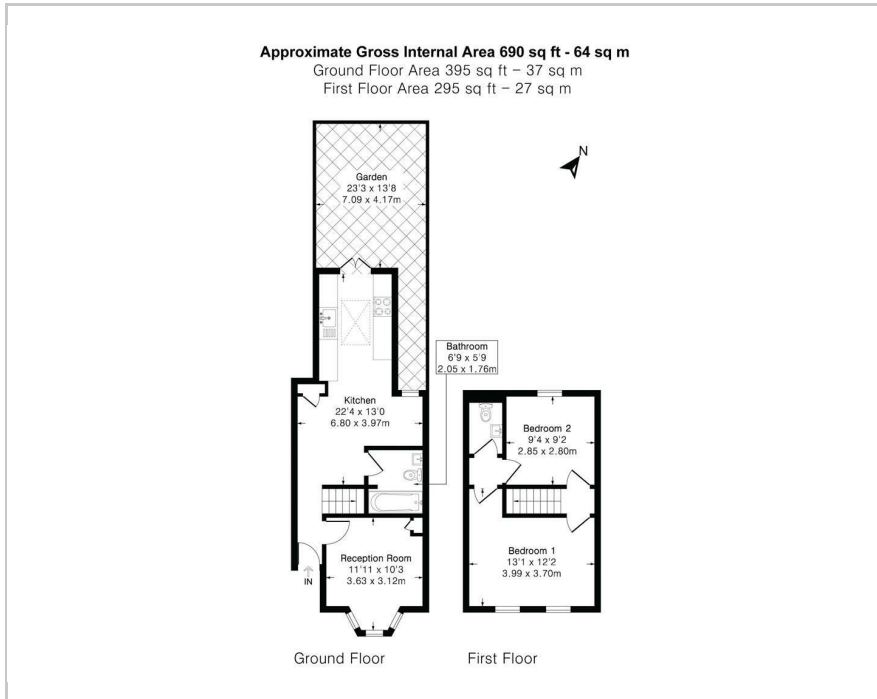 Approximate Gross Internal Area 690 sq ft - 64 sq m
Ground Floor Area 395 sq ft – 37 sq m
First Floor Area 295 sq ft – 27 sq m
N
Garden
23'3 x 13'8
7.09 x 4.17m
Bathroom
6'9 x 5'9
2.05 x 1.76m
Kitchen
22'4 x 13'0
6.80 x 3.97m
Bedroom 2
9'4 x 9'2
2.85 x 2.80m
Reception Room
11'11 x 10'3
3.63 x 3.12m
IN
Bedroom 1
13'1 x 12'2
3.99 x 3.70m
Ground Floor
First Floor